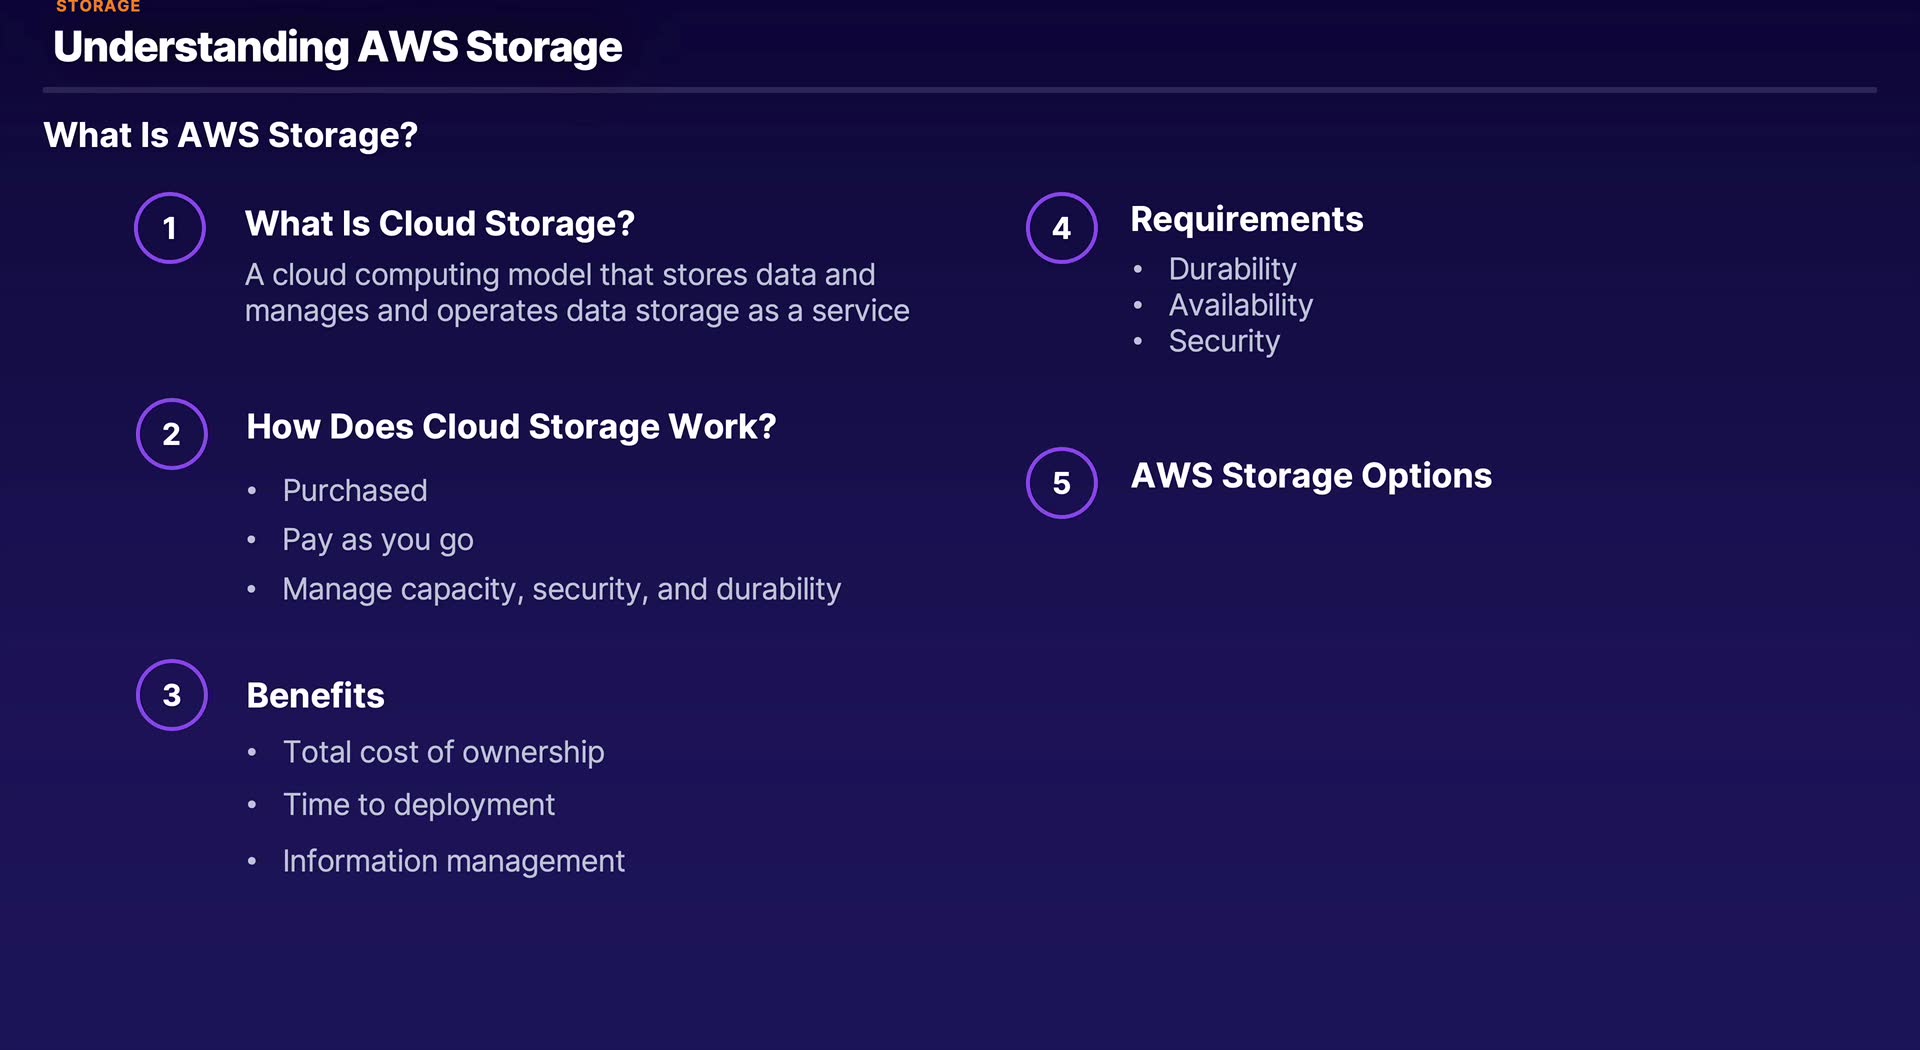 STORAGE
Understanding AWS Storage
What Is AWS Storage?
1
What Is Cloud Storage?
A cloud computing model that stores data and
manages and operates data storage as a service
2
How Does Cloud Storage Work?
• Purchased
• Pay as you go
• Manage capacity, security, and durability
3
Benefits
• Total cost of ownership
• Time to deployment
• Information management
4
Requirements
• Durability
• Availability
• Security
5
AWS Storage Options